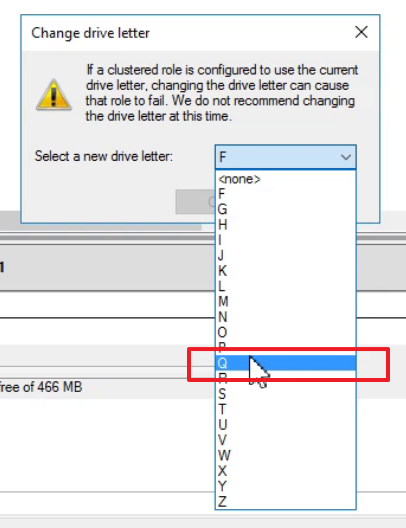 Change drive letter
If a clustered role is configured to use the current
drive letter, changing the drive letter can cause
that role to fail. We do not recommend changing
the drive letter at this time.
Select a new drive letter:
F
<none>
F
G
H
I
J
K
L
M
N
O
P
Q
R
S
T
U
V
W
X
Y
Z
1
free of 466 MB